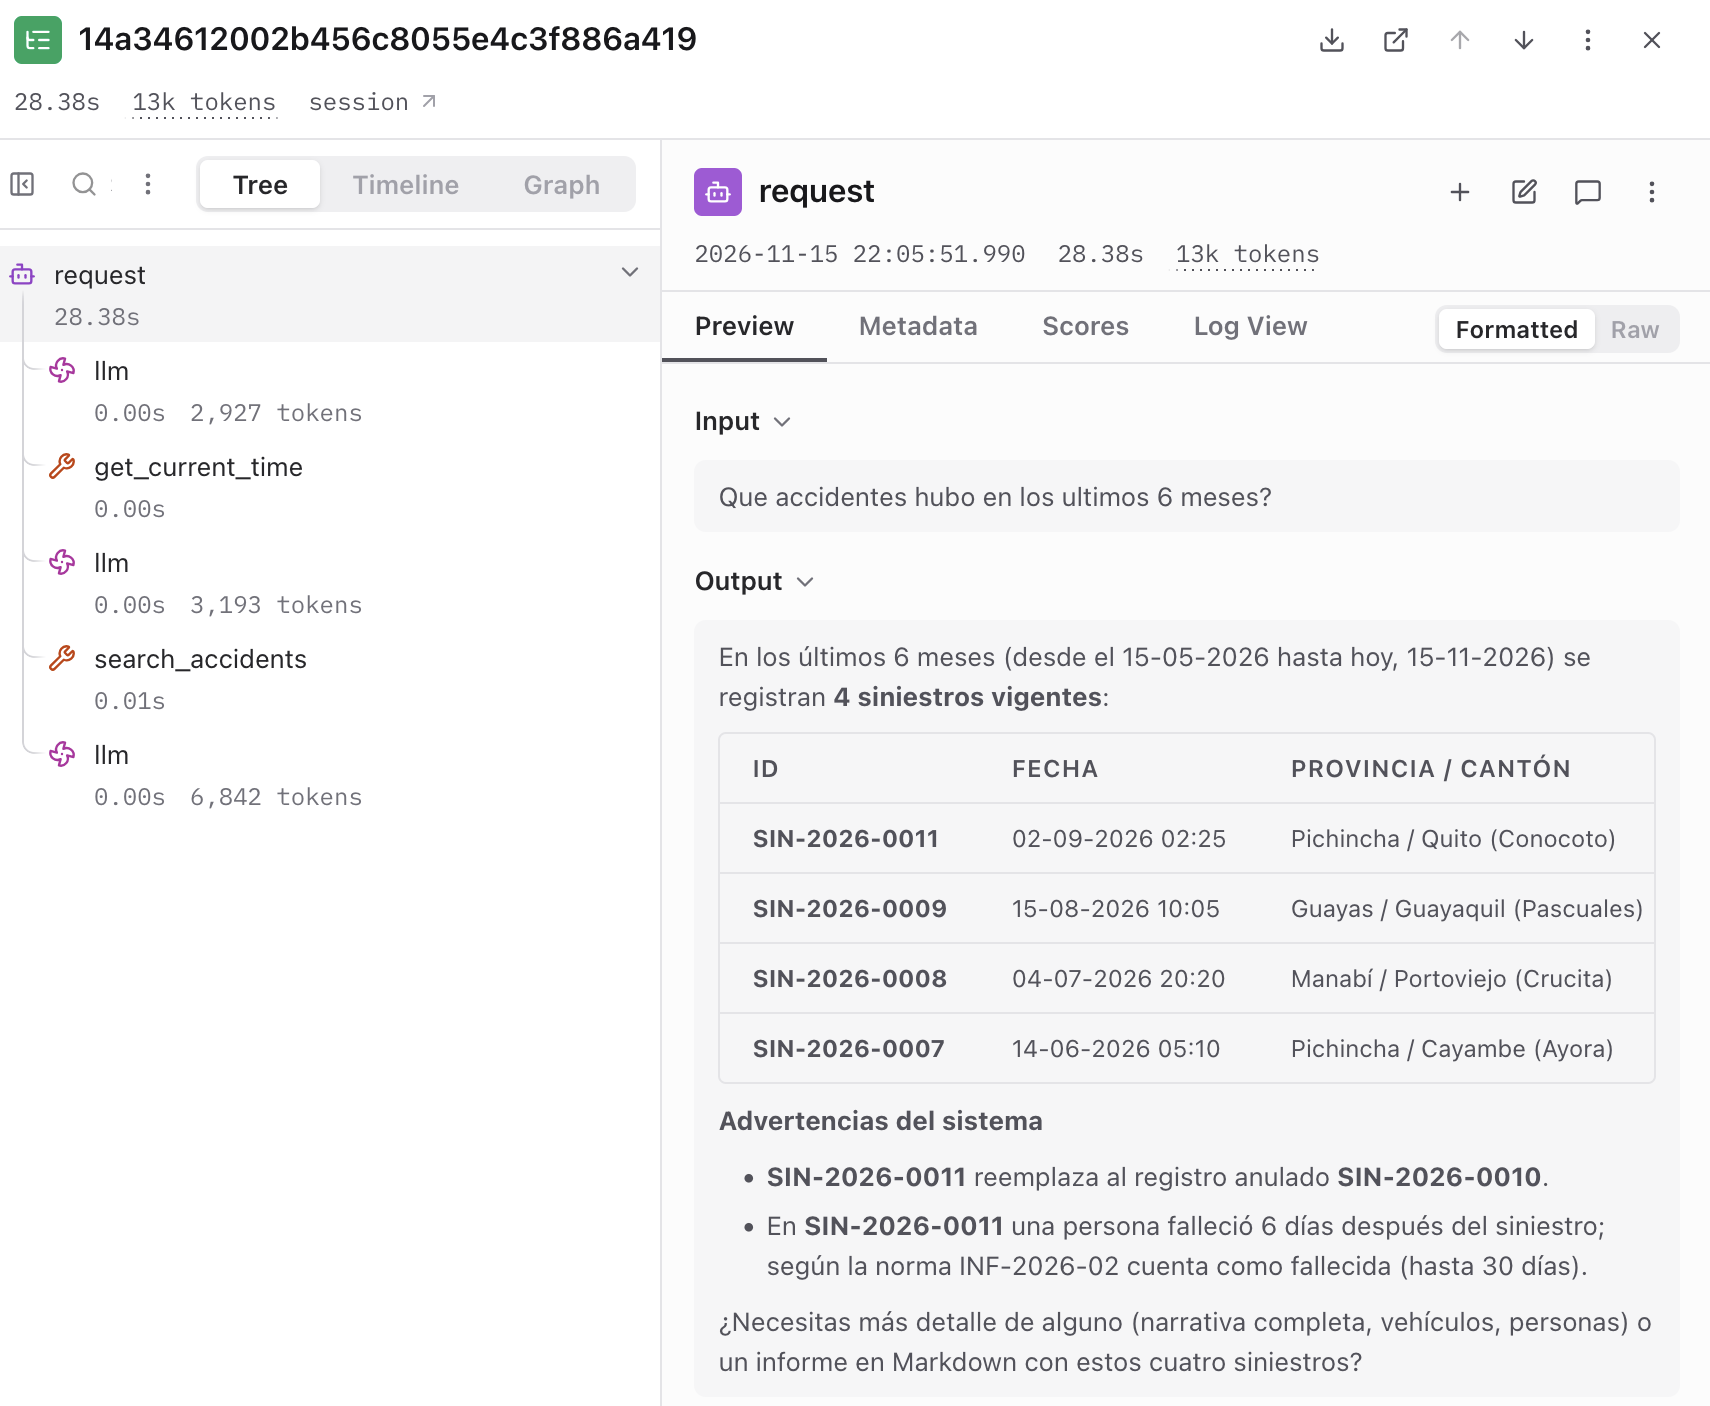 14a34612002b456c8055e4c3f886a419
28.38s 13k tokens session
Tree Timeline Graph
request
28.38s
llm
0.00s 2,927 tokens
get_current_time
0.00s
llm
0.00s 3,193 tokens
search_accidents
0.01s
llm
0.00s 6,842 tokens
request
2026-11-15 22:05:51.990 28.38s 13k tokens
Preview Metadata Scores Log View Formatted Raw
Input
Que accidentes hubo en los ultimos 6 meses?
Output
En los últimos 6 meses (desde el 15-05-2026 hasta hoy, 15-11-2026) se
registran 4 siniestros vigentes:
ID FECHA PROVINCIA / CANTÓN
SIN-2026-0011 02-09-2026 02:25 Pichincha / Quito (Conocoto)
SIN-2026-0009 15-08-2026 10:05 Guayas / Guayaquil (Pascuales)
SIN-2026-0008 04-07-2026 20:20 Manabí / Portoviejo (Crucita)
SIN-2026-0007 14-06-2026 05:10 Pichincha / Cayambe (Ayora)
Advertencias del sistema
• SIN-2026-0011 reemplaza al registro anulado SIN-2026-0010.
• En SIN-2026-0011 una persona falleció 6 días después del siniestro;
según la norma INF-2026-02 cuenta como fallecida (hasta 30 días).
¿Necesitas más detalle de alguno (narrativa completa, vehículos, personas) o
un informe en Markdown con estos cuatro siniestros?